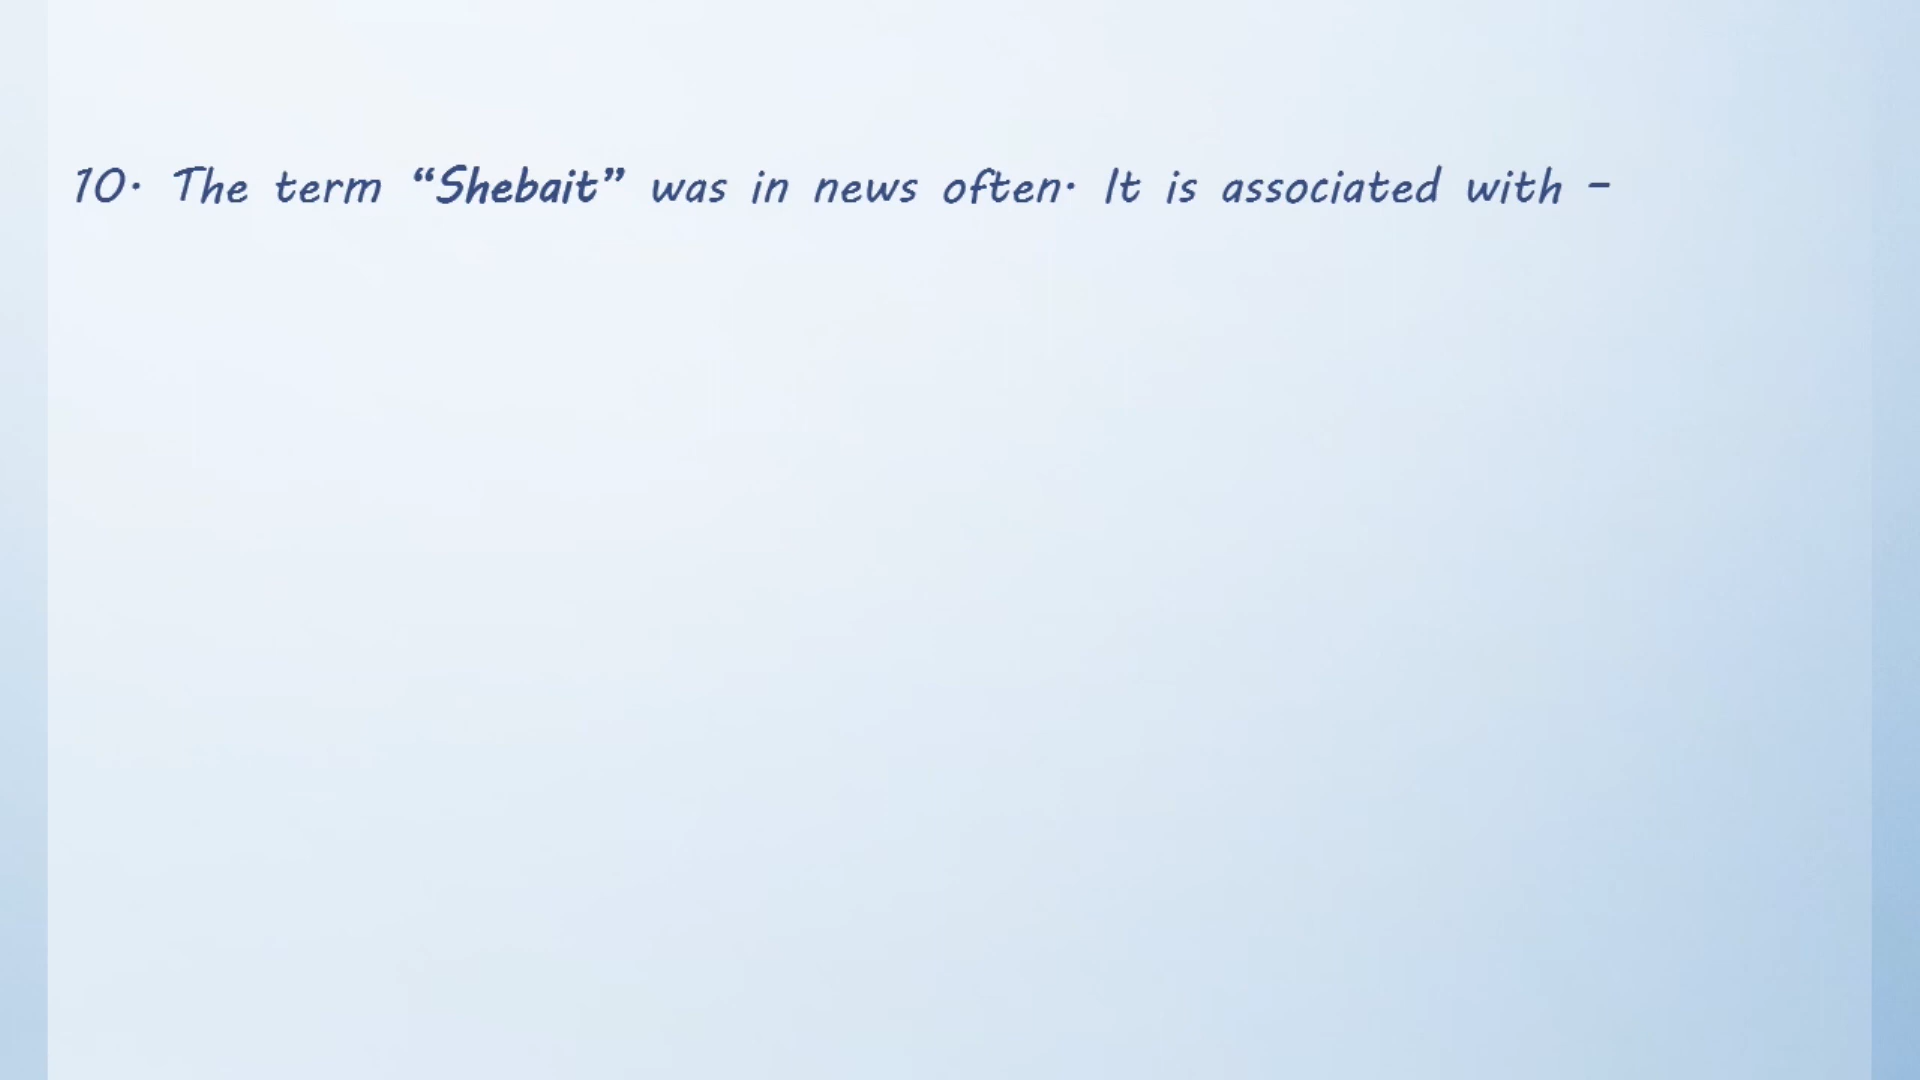 10. The term “Shebait” was in news often. It is associated with –